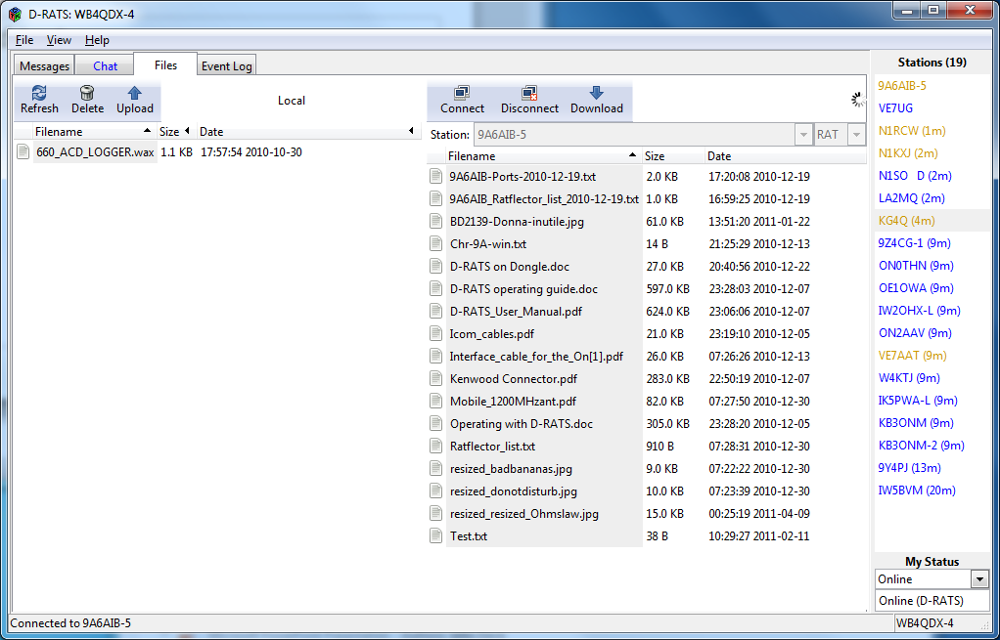 D-RATS: WB4QDX-4
File View Help
Messages Chat Files Event Log
Refresh Delete Upload
Local
Filename Size Date
660_ACD_LOGGER.wax 1.1 KB 17:57:54 2010-10-30
Connect Disconnect Download
Station: 9A6AIB-5 RAT
Filename Size Date
9A6AIB-Ports-2010-12-19.txt 2.0 KB 17:20:08 2010-12-19
9A6AIB_Ratflector_list_2010-12-19.txt 1.0 KB 16:59:25 2010-12-19
BD2139-Donna-inutile.jpg 61.0 KB 13:51:20 2011-01-22
Chr-9A-win.txt 14 B 21:25:29 2010-12-13
D-RATS on Dongle.doc 27.0 KB 20:40:56 2010-12-22
D-RATS operating guide.doc 597.0 KB 23:28:03 2010-12-07
D-RATS_User_Manual.pdf 624.0 KB 23:06:06 2010-12-07
Icom_cables.pdf 21.0 KB 23:19:10 2010-12-05
Interface_cable_for_the_On[1].pdf 26.0 KB 07:26:26 2010-12-13
Kenwood Connector.pdf 283.0 KB 22:50:19 2010-12-07
Mobile_1200MHzant.pdf 82.0 KB 07:27:50 2010-12-30
Operating with D-RATS.doc 305.0 KB 23:28:20 2010-12-05
Ratflector_list.txt 910 B 07:28:31 2010-12-30
resized_badbananas.jpg 9.0 KB 07:22:22 2010-12-30
resized_donotdisturb.jpg 10.0 KB 07:23:39 2010-12-30
resized_resized_Ohmslaw.jpg 15.0 KB 00:25:19 2011-04-09
Test.txt 38 B 10:29:27 2011-02-11
Stations (19)
9A6AIB-5
VE7UG
N1RCW (1m)
N1KXJ (2m)
N1SO D (2m)
LA2MQ (2m)
KG4Q (4m)
9Z4CG-1 (9m)
ON0THN (9m)
OE1OWA (9m)
IW2OHX-L (9m)
ON2AAV (9m)
VE7AAT (9m)
W4KTJ (9m)
IK5PWA-L (9m)
KB3ONM (9m)
KB3ONM-2 (9m)
9Y4PJ (13m)
IW5BVM (20m)
My Status
Online
Online (D-RATS)
Connected to 9A6AIB-5
WB4QDX-4